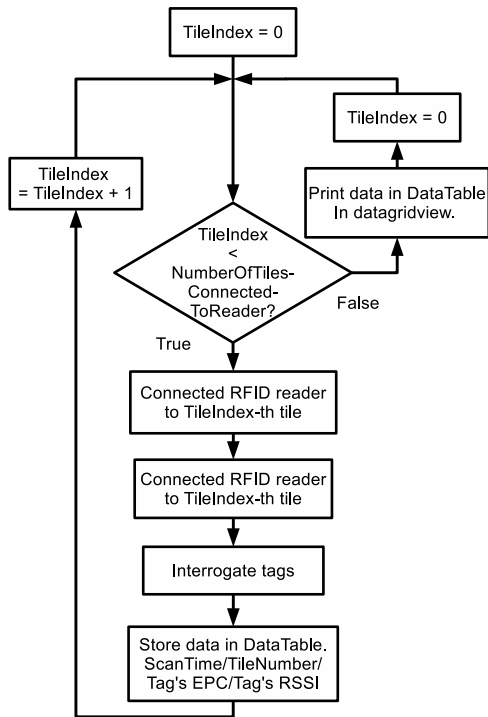 TileIndex = 0
TileIndex = 0
TileIndex
= TileIndex + 1
Print data in DataTable
In datagridview.
TileIndex
<
NumberOfTiles-
Connected-
ToReader?
False
True
Connected RFID reader
to TileIndex-th tile
Connected RFID reader
to TileIndex-th tile
Interrogate tags
Store data in DataTable.
ScanTime/TileNumber/
Tag's EPC/Tag's RSSI